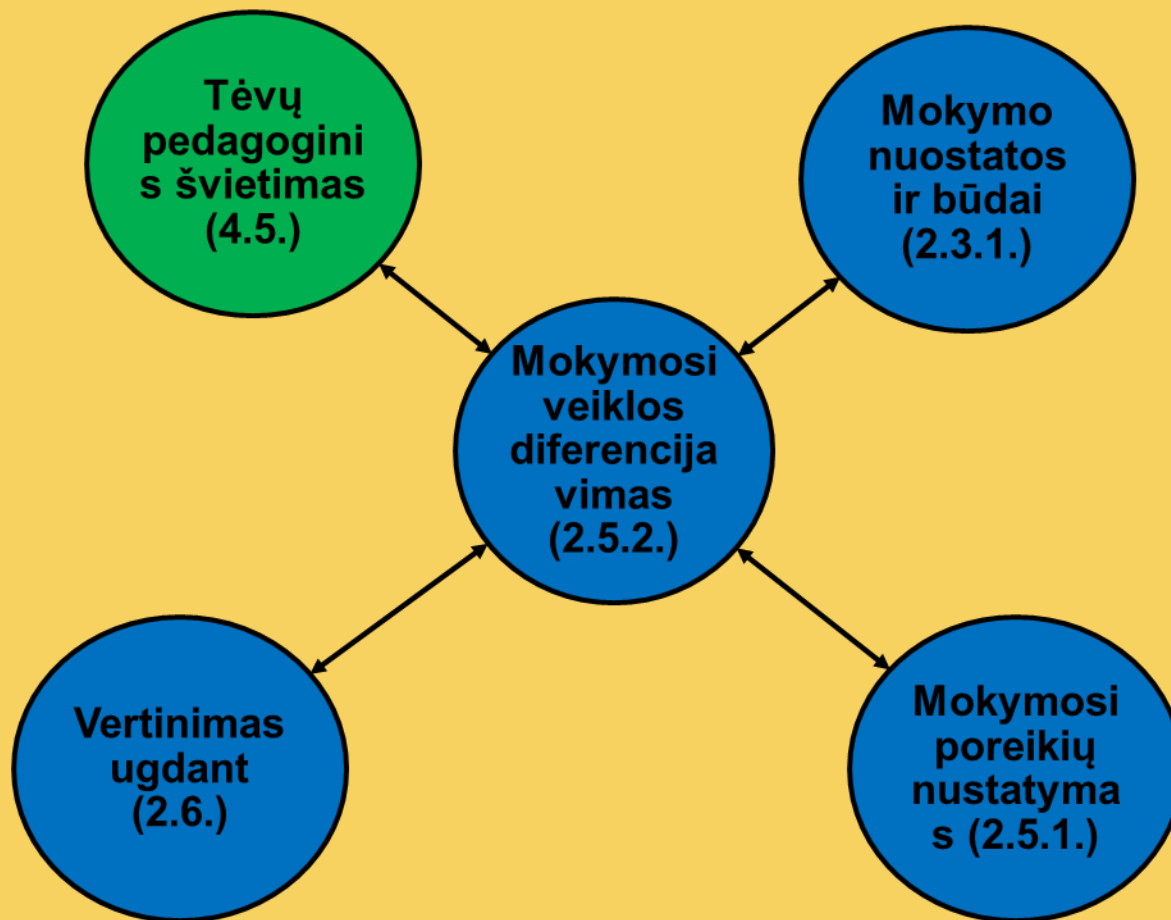 Tėvų
pedagogini
s švietimas
(4.5.)
Mokymo
nuostatos
ir būdai
(2.3.1.)
Mokymosi
veiklos
diferencija
vimas
(2.5.2.)
Vertinimas
ugdant
(2.6.)
Mokymosi
poreikių
nustatyma
s (2.5.1.)